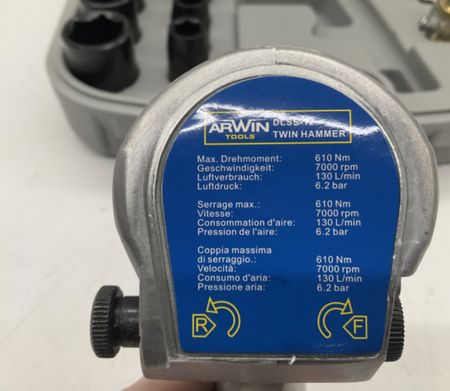 ARWIN
TOOLS
TWIN HAMMER
Max. Drehmoment: 610 Nm
Geschwindigkeit: 7000 rpm
Luftverbrauch: 130 L/min
Luftdruck: 6.2 bar
Serrage max.: 610 Nm
Vitesse: 7000 rpm
Consommation d'aire: 130 L/min
Pression de l'aire: 6.2 bar
Coppia massima
di serraggio.: 610 Nm
Velocità: 7000 rpm
Consumo d'aria: 130 L/min
Pressione aria: 6.2 bar
R F